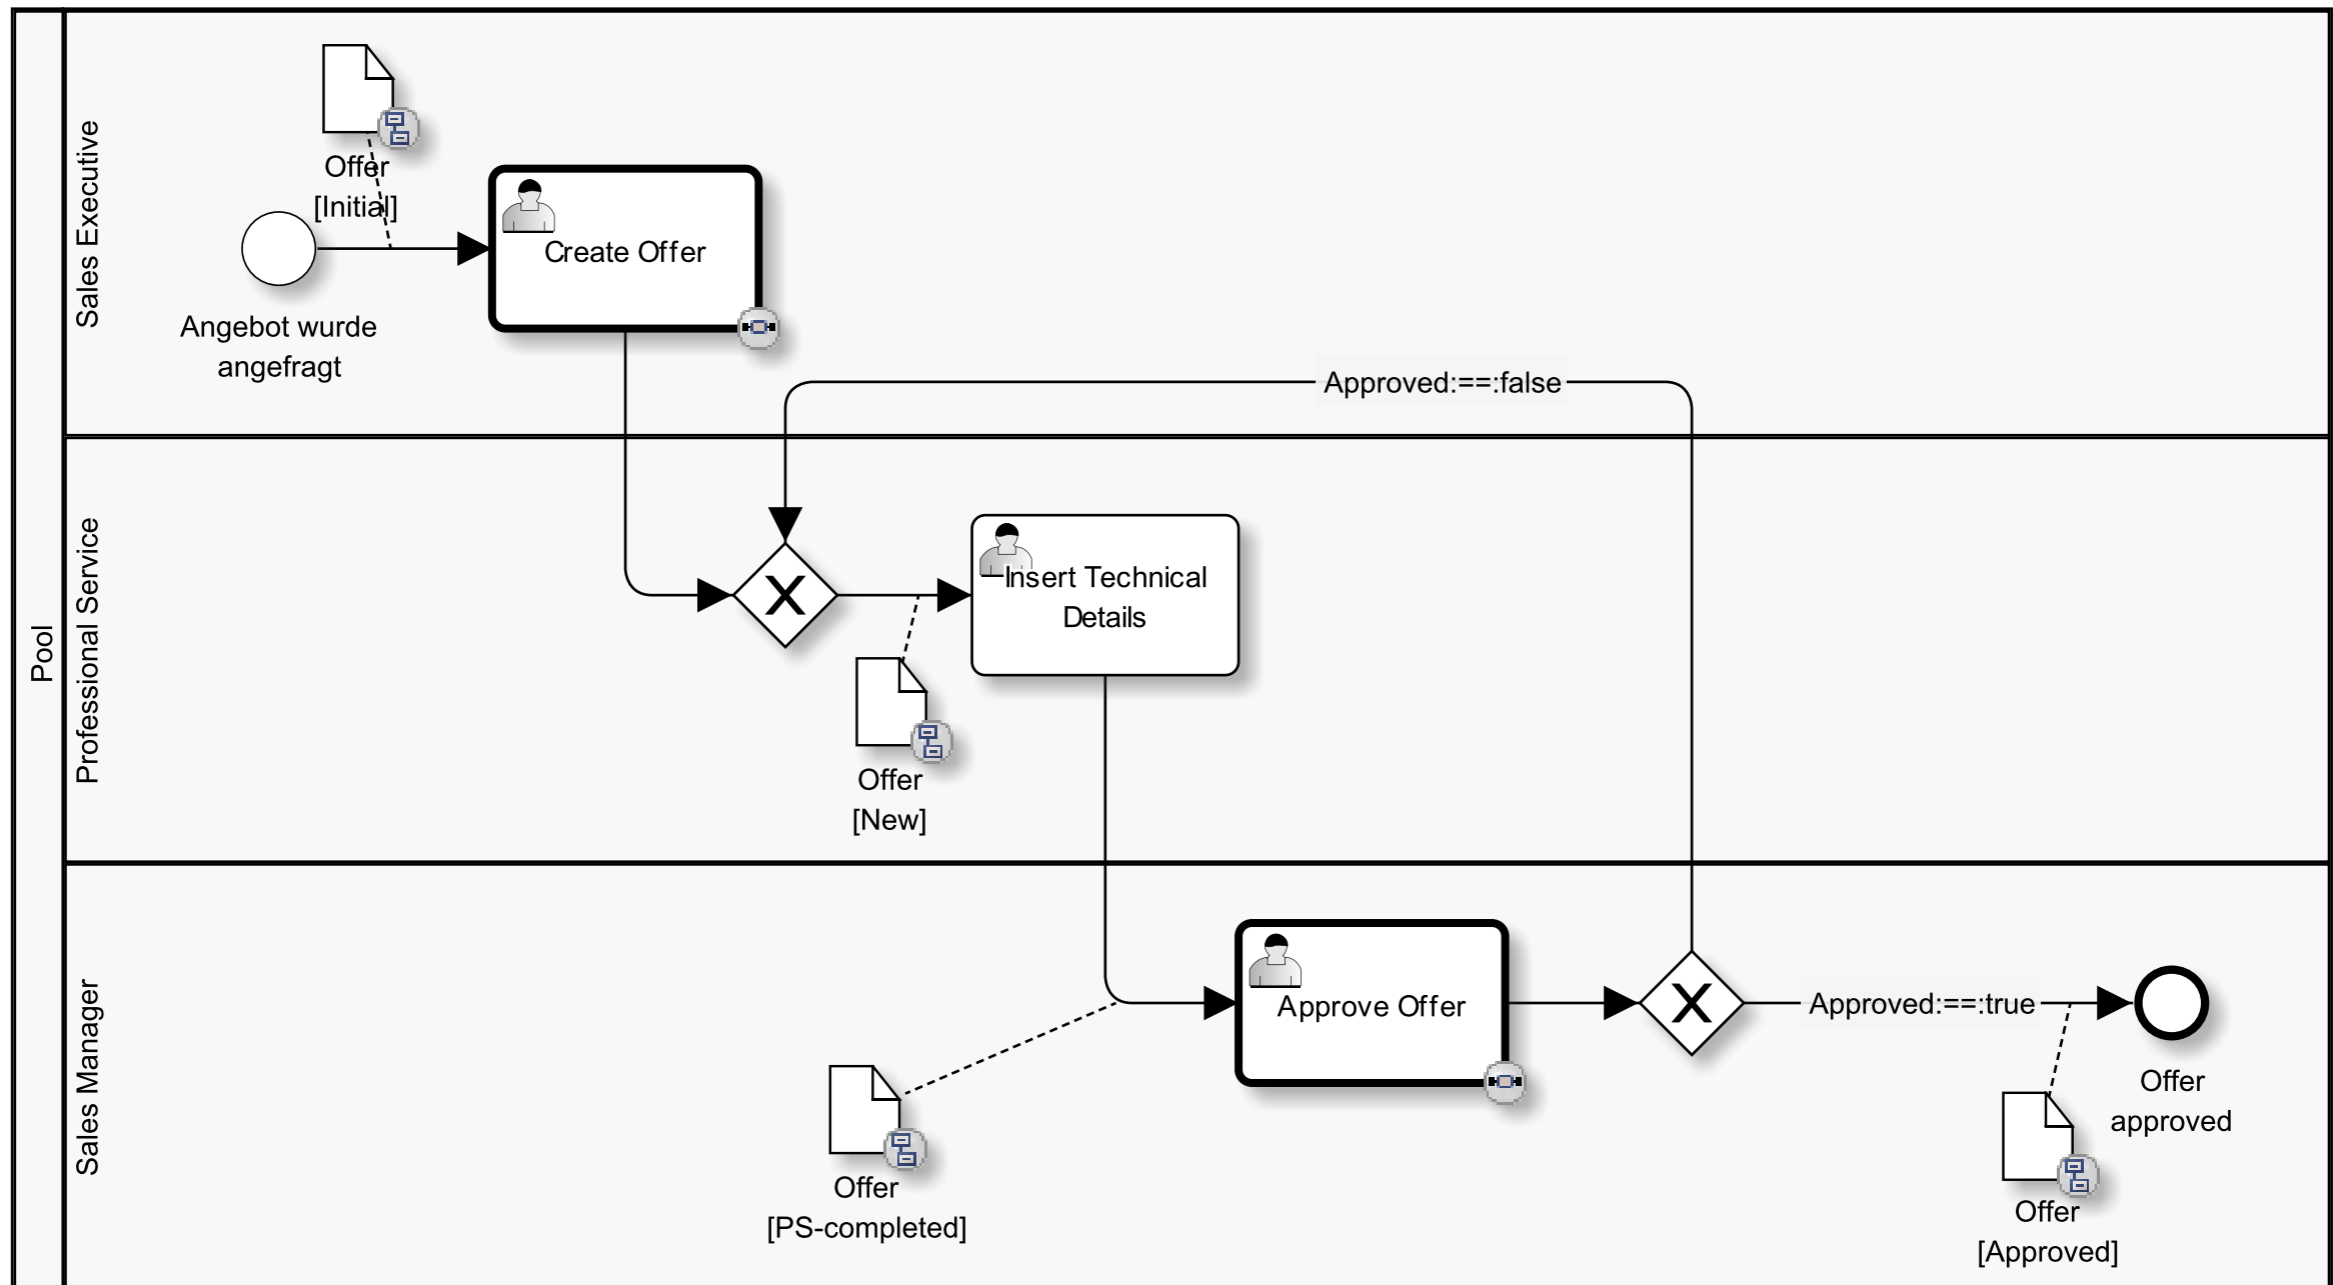 Pool
Sales Executive
Offer
[Initial]
Create Offer
Angebot wurde
angefragt
Approved:==:false
Professional Service
X
Insert Technical
Details
Offer
[New]
Sales Manager
Approve Offer
X
Approved:==:true
Offer
approved
Offer
[PS-completed]
Offer
[Approved]